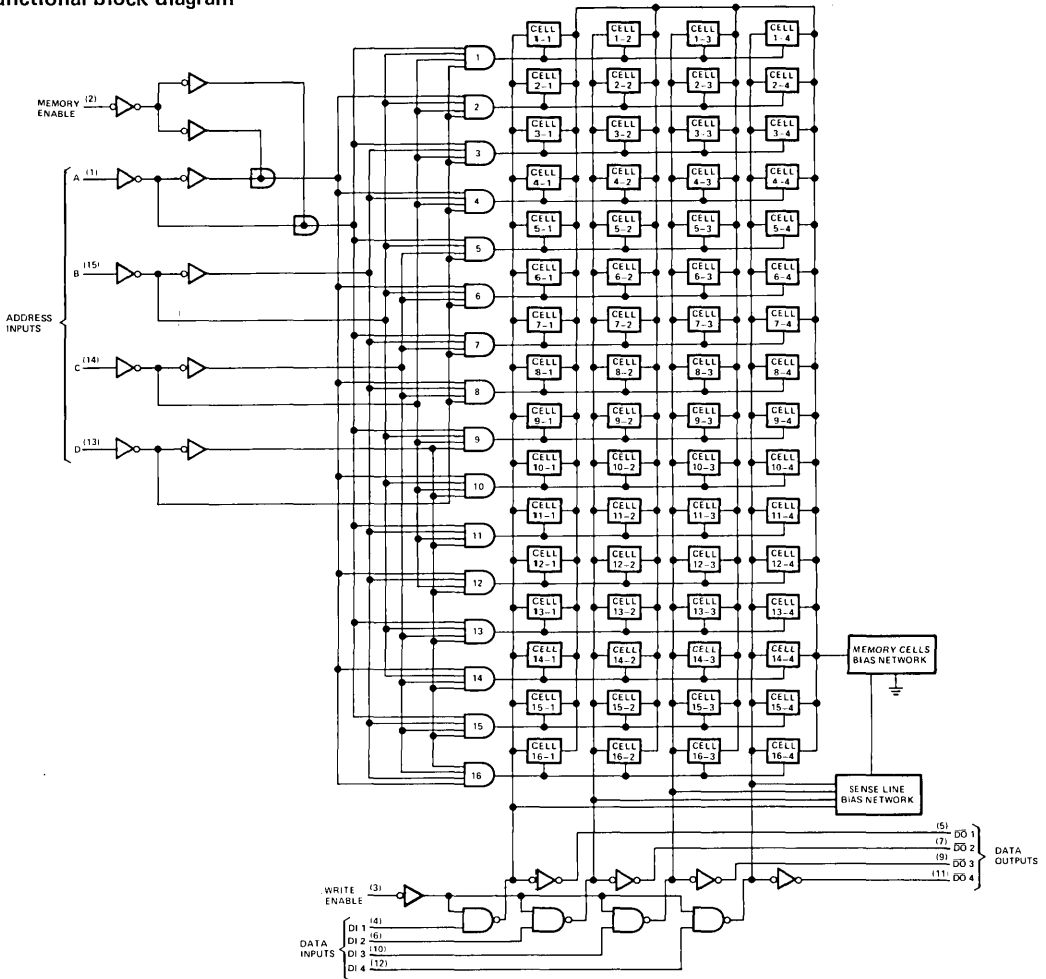 functional block diagram
MEMORY ENABLE (2)
ADDRESS INPUTS
A (1)
B (15)
C (14)
D (13)
1
2
3
4
5
6
7
8
9
10
11
12
13
14
15
16
CELL 1-1
CELL 1-2
CELL 1-3
CELL 1-4
CELL 2-1
CELL 2-2
CELL 2-3
CELL 2-4
CELL 3-1
CELL 3-2
CELL 3-3
CELL 3-4
CELL 4-1
CELL 4-2
CELL 4-3
CELL 4-4
CELL 5-1
CELL 5-2
CELL 5-3
CELL 5-4
CELL 6-1
CELL 6-2
CELL 6-3
CELL 6-4
CELL 7-1
CELL 7-2
CELL 7-3
CELL 7-4
CELL 8-1
CELL 8-2
CELL 8-3
CELL 8-4
CELL 9-1
CELL 9-2
CELL 9-3
CELL 9-4
CELL 10-1
CELL 10-2
CELL 10-3
CELL 10-4
CELL 11-1
CELL 11-2
CELL 11-3
CELL 11-4
CELL 12-1
CELL 12-2
CELL 12-3
CELL 12-4
CELL 13-1
CELL 13-2
CELL 13-3
CELL 13-4
CELL 14-1
CELL 14-2
CELL 14-3
CELL 14-4
CELL 15-1
CELL 15-2
CELL 15-3
CELL 15-4
CELL 16-1
CELL 16-2
CELL 16-3
CELL 16-4
MEMORY CELLS
BIAS NETWORK
SENSE LINE
BIAS NETWORK
(5) D̅O̅ 1
(7) D̅O̅ 2
(9) D̅O̅ 3
(11) D̅O̅ 4
DATA OUTPUTS
WRITE ENABLE (3)
DATA INPUTS
DI 1 (4)
DI 2 (6)
DI 3 (10)
DI 4 (12)